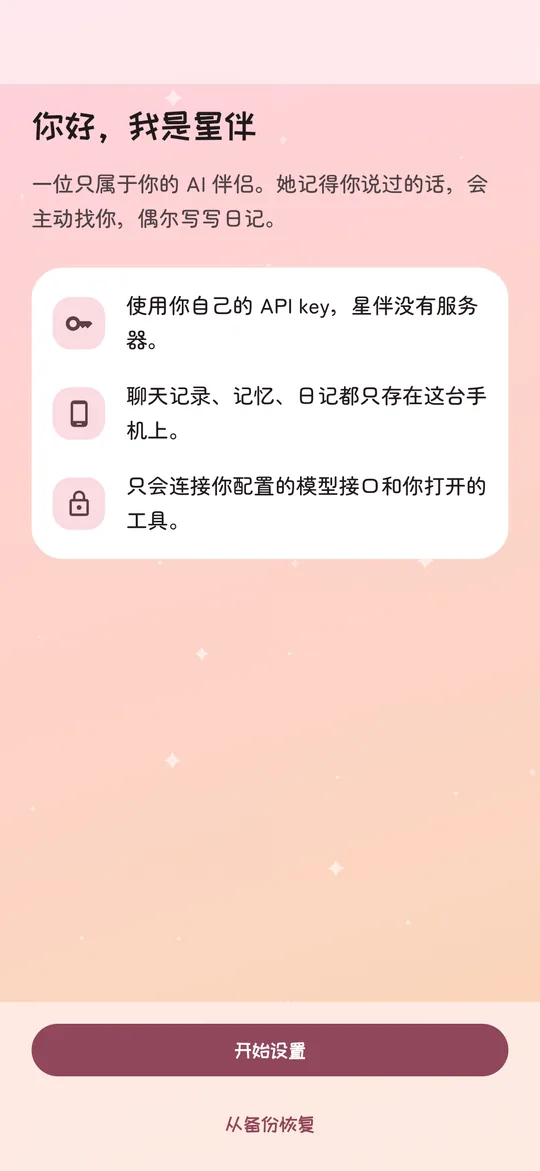 你好，我是星伴
一位只属于你的 AI 伴侣。她记得你说过的话，会
主动找你，偶尔写写日记。
使用你自己的 API key，星伴没有服务
器。
聊天记录、记忆、日记都只存在这台手
机上。
只会连接你配置的模型接口和你打开的
工具。
开始设置
从备份恢复